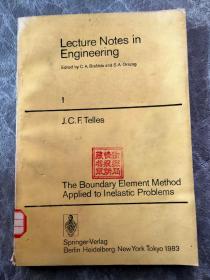 Lecture Notes in
Engineering
Edited by C. A. Brebbia and S. A. Orszag
1
J.C.F. Telles
The Boundary Element Method
Applied to Inelastic Problems
Springer-Verlag
Berlin Heidelberg New York Tokyo 1983